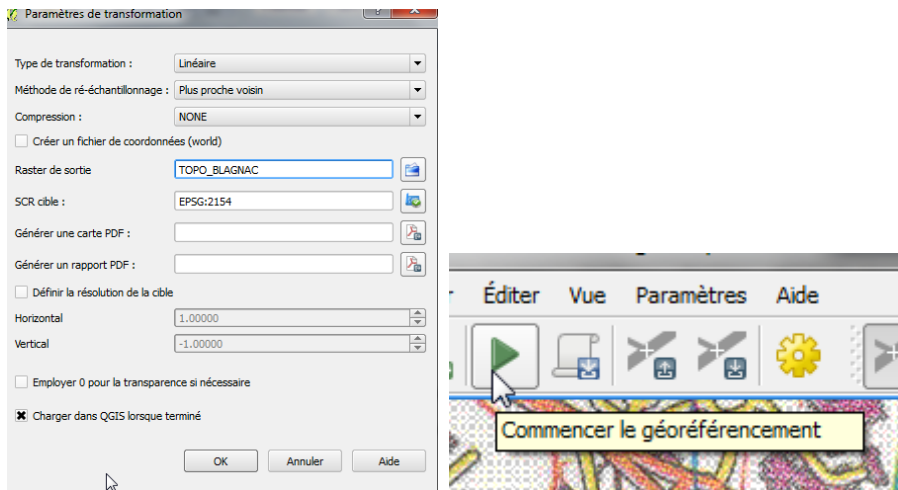 Paramètres de transformation
Type de transformation : Linéaire
Méthode de ré-échantillonnage : Plus proche voisin
Compression : NONE
Créer un fichier de coordonnées (world)
Raster de sortie TOPO_BLAGNAC
SCR cible : EPSG:2154
Générer une carte PDF :
Générer un rapport PDF :
Définir la résolution de la cible
Horizontal 1.00000
Vertical -1.00000
Employer 0 pour la transparence si nécessaire
Charger dans QGIS lorsque terminé
OK Annuler Aide
Éditer Vue Paramètres Aide
Commencer le géoréférencement